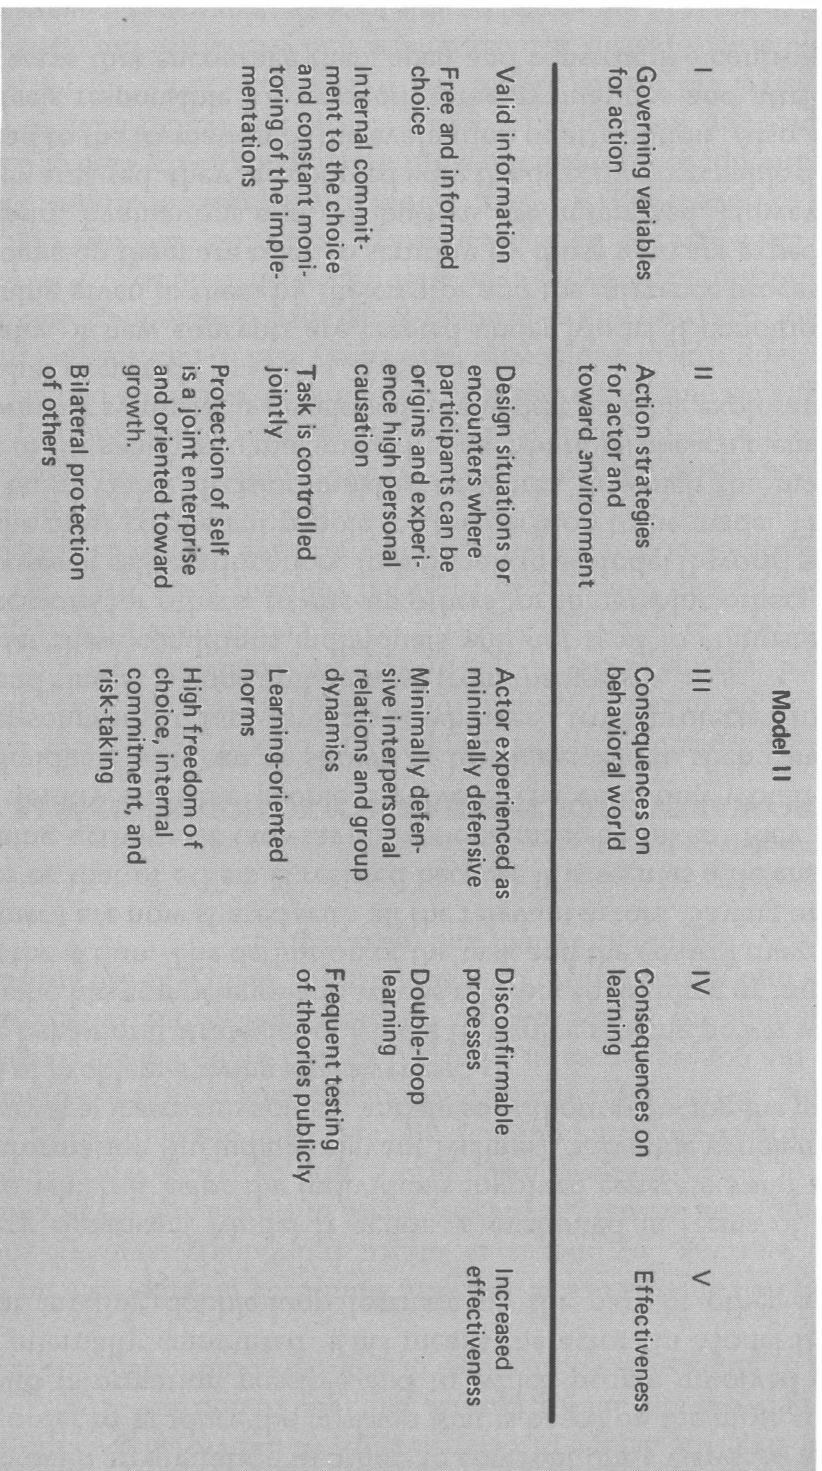 Model II
I
Governing variables
for action
Valid information
Free and informed
choice
Internal commit-
ment to the choice
and constant moni-
toring of the imple-
mentations
II
Action strategies
for actor and
toward environment
Design situations or
encounters where
participants can be
origins and experi-
ence high personal
causation
Task is controlled
jointly
Protection of self
is a joint enterprise
and oriented toward
growth
Bilateral protection
of others
III
Consequences on
behavioral world
Actor experienced as
minimally defensive
Minimally defen-
sive interpersonal
relations and group
dynamics
Learning-oriented
norms
High freedom of
choice, internal
commitment, and
risk-taking
IV
Consequences on
learning
Disconfirmable
processes
Double-loop
learning
Frequent testing
of theories publicly
V
Effectiveness
Increased
effectiveness